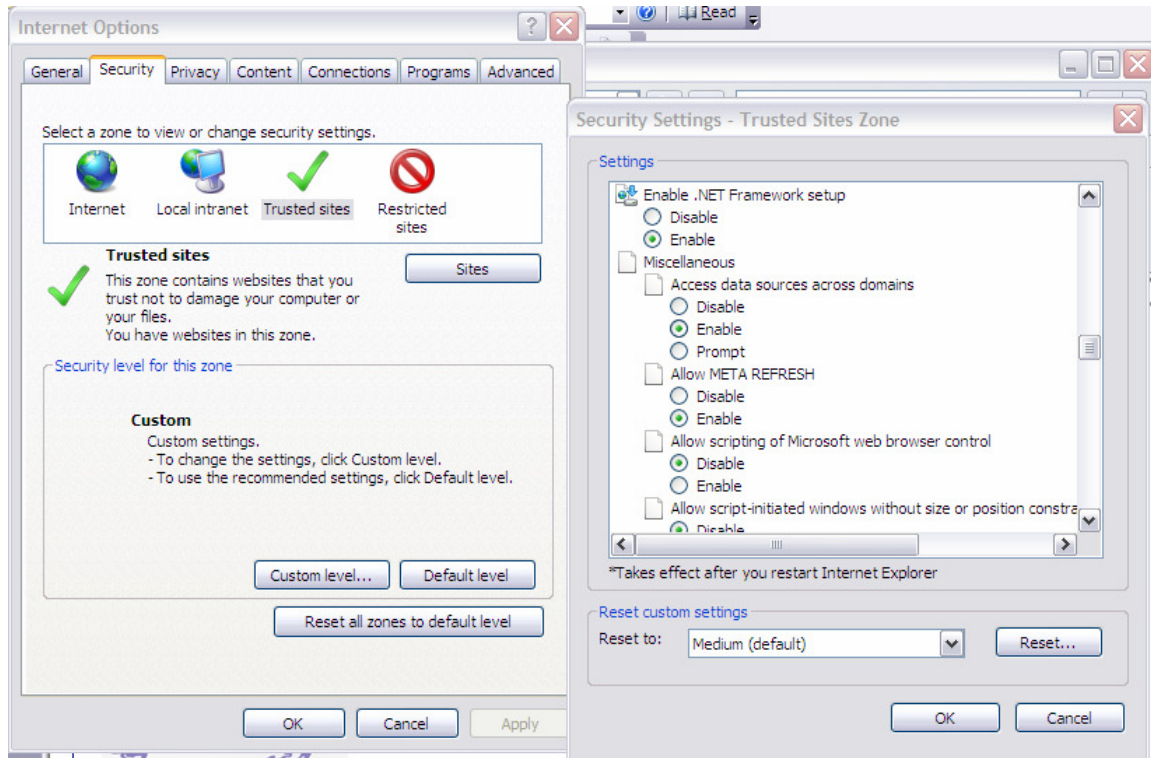 Read
Internet Options
General Security Privacy Content Connections Programs Advanced
Select a zone to view or change security settings.
Internet
Local intranet
Trusted sites
Restricted
sites
Trusted sites
Sites
This zone contains websites that you
trust not to damage your computer or
your files.
You have websites in this zone.
Security level for this zone
Custom
Custom settings.
- To change the settings, click Custom level.
- To use the recommended settings, click Default level.
Custom level...
Default level
Reset all zones to default level
OK
Cancel
Apply
Security Settings - Trusted Sites Zone
Settings
Enable .NET Framework setup
Disable
Enable
Miscellaneous
Access data sources across domains
Disable
Enable
Prompt
Allow META REFRESH
Disable
Enable
Allow scripting of Microsoft web browser control
Disable
Enable
Allow script-initiated windows without size or position constra
Disable
*Takes effect after you restart Internet Explorer
Reset custom settings
Reset to:
Medium (default)
Reset...
OK
Cancel